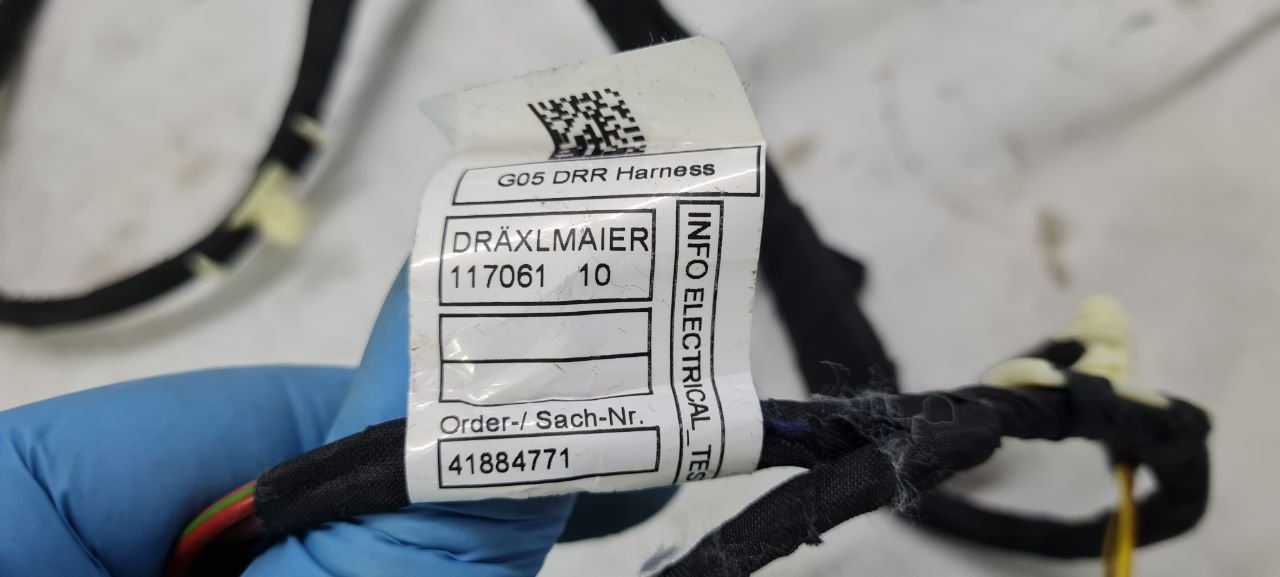 G05 DRR Harness
DRÄXLMAIER
117061 10
Order-/ Sach-Nr.
41884771
INFO ELECTRICAL_TES